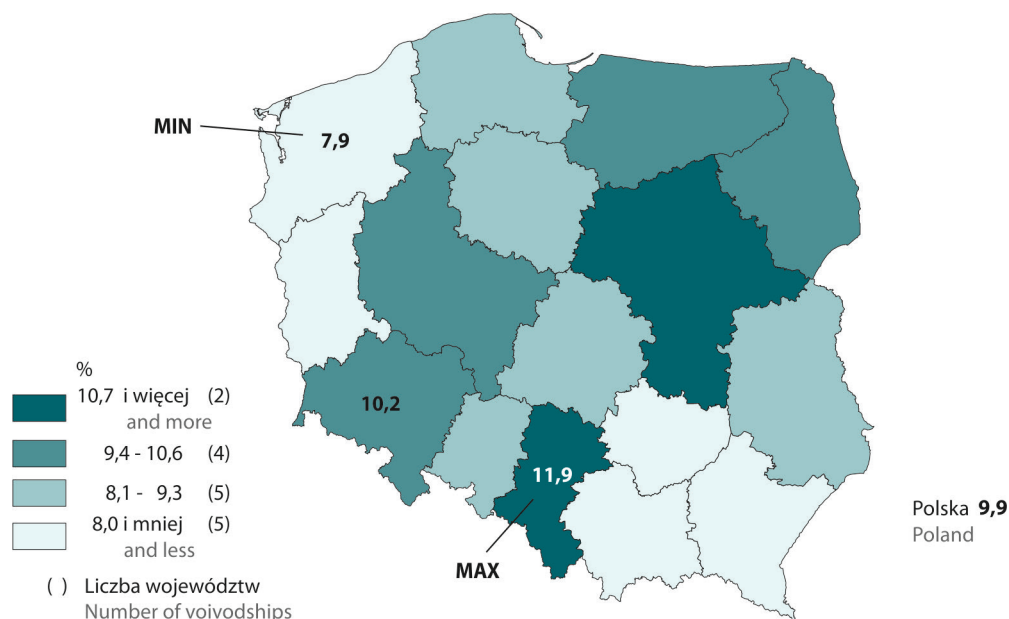 MIN
7,9
10,2
11,9
MAX
%
10,7 i więcej (2)
and more
9,4 - 10,6 (4)
8,1 - 9,3 (5)
8,0 i mniej (5)
and less
( ) Liczba województw
Number of voivodships
Polska 9,9
Poland